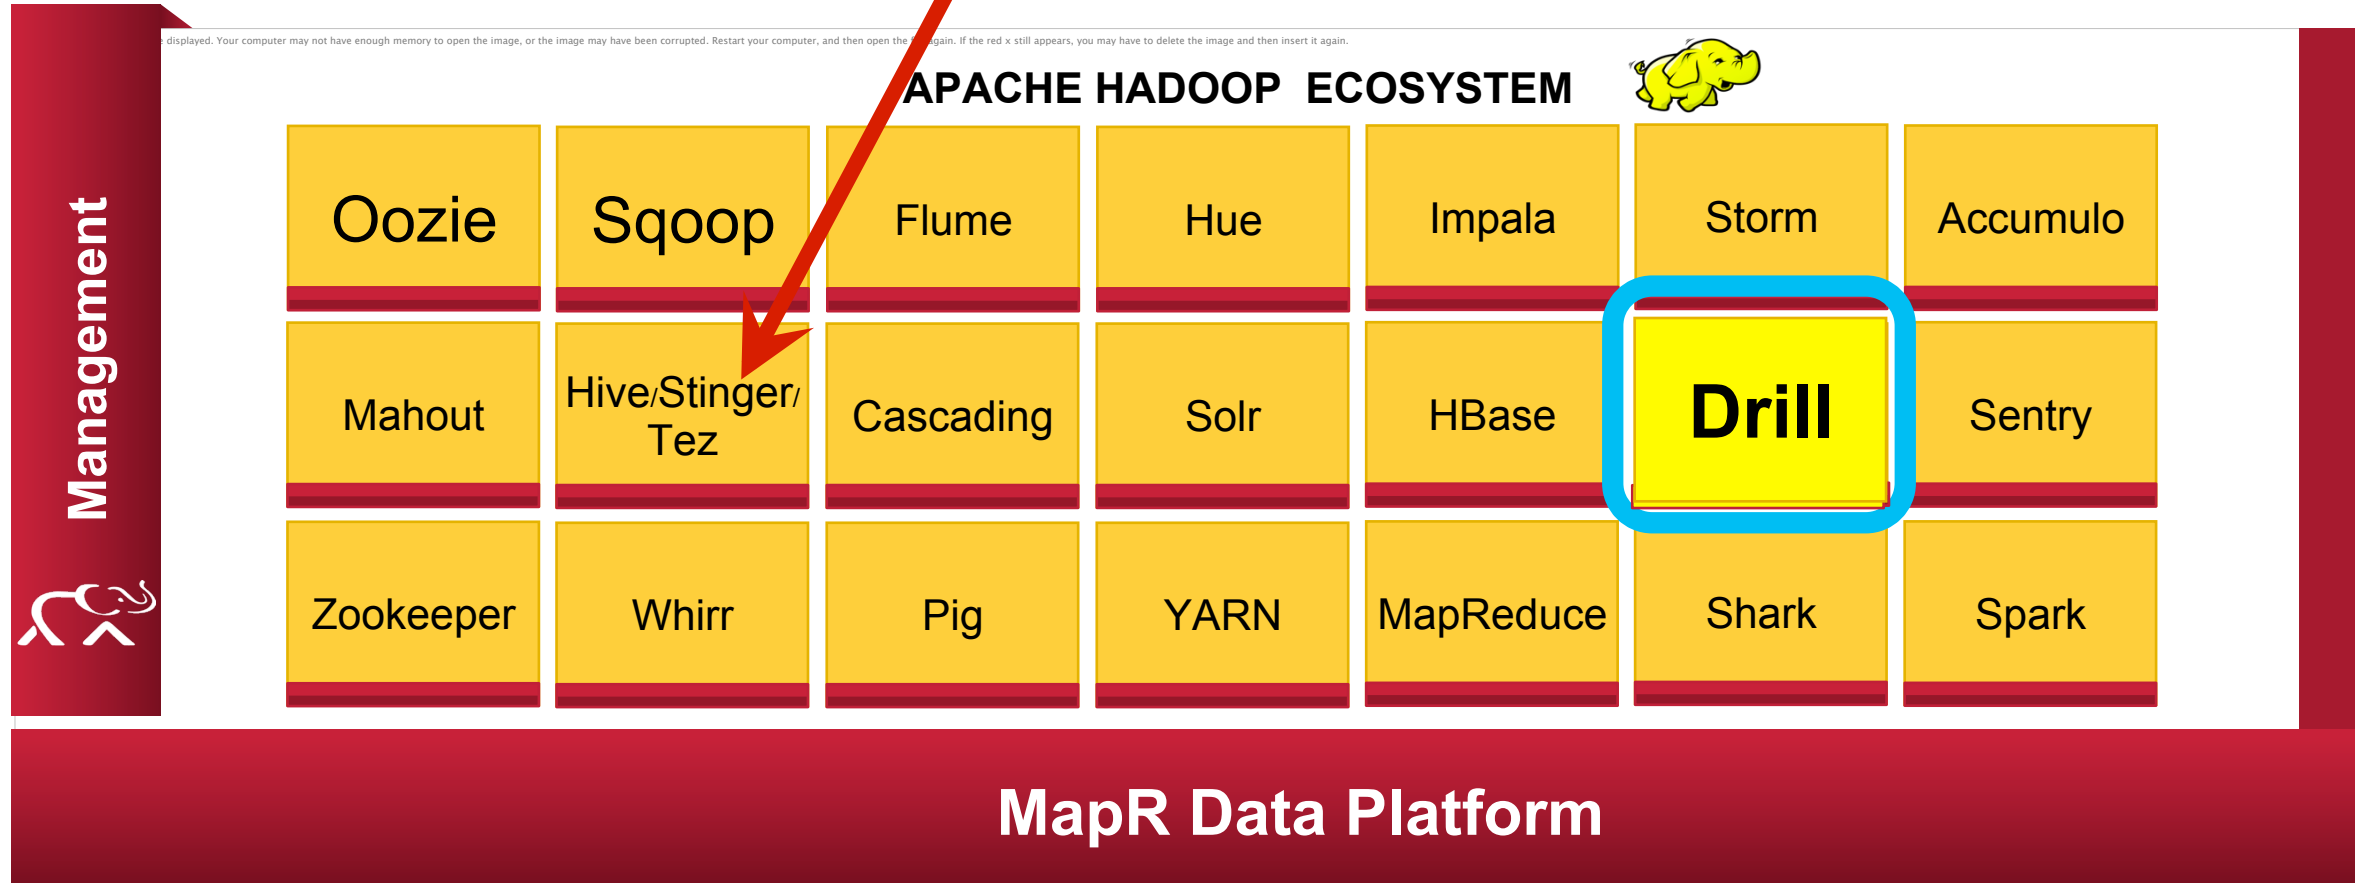 displayed. Your computer may not have enough memory to open the image, or the image may have been corrupted. Restart your computer, and then open the again. If the red x still appears, you may have to delete the image and then insert it again.
APACHE HADOOP ECOSYSTEM
Management
Oozie
Sqoop
Flume
Hue
Impala
Storm
Accumulo
Mahout
Hive/Stinger/
Tez
Cascading
Solr
HBase
Drill
Sentry
Zookeeper
Whirr
Pig
YARN
MapReduce
Shark
Spark
MapR Data Platform